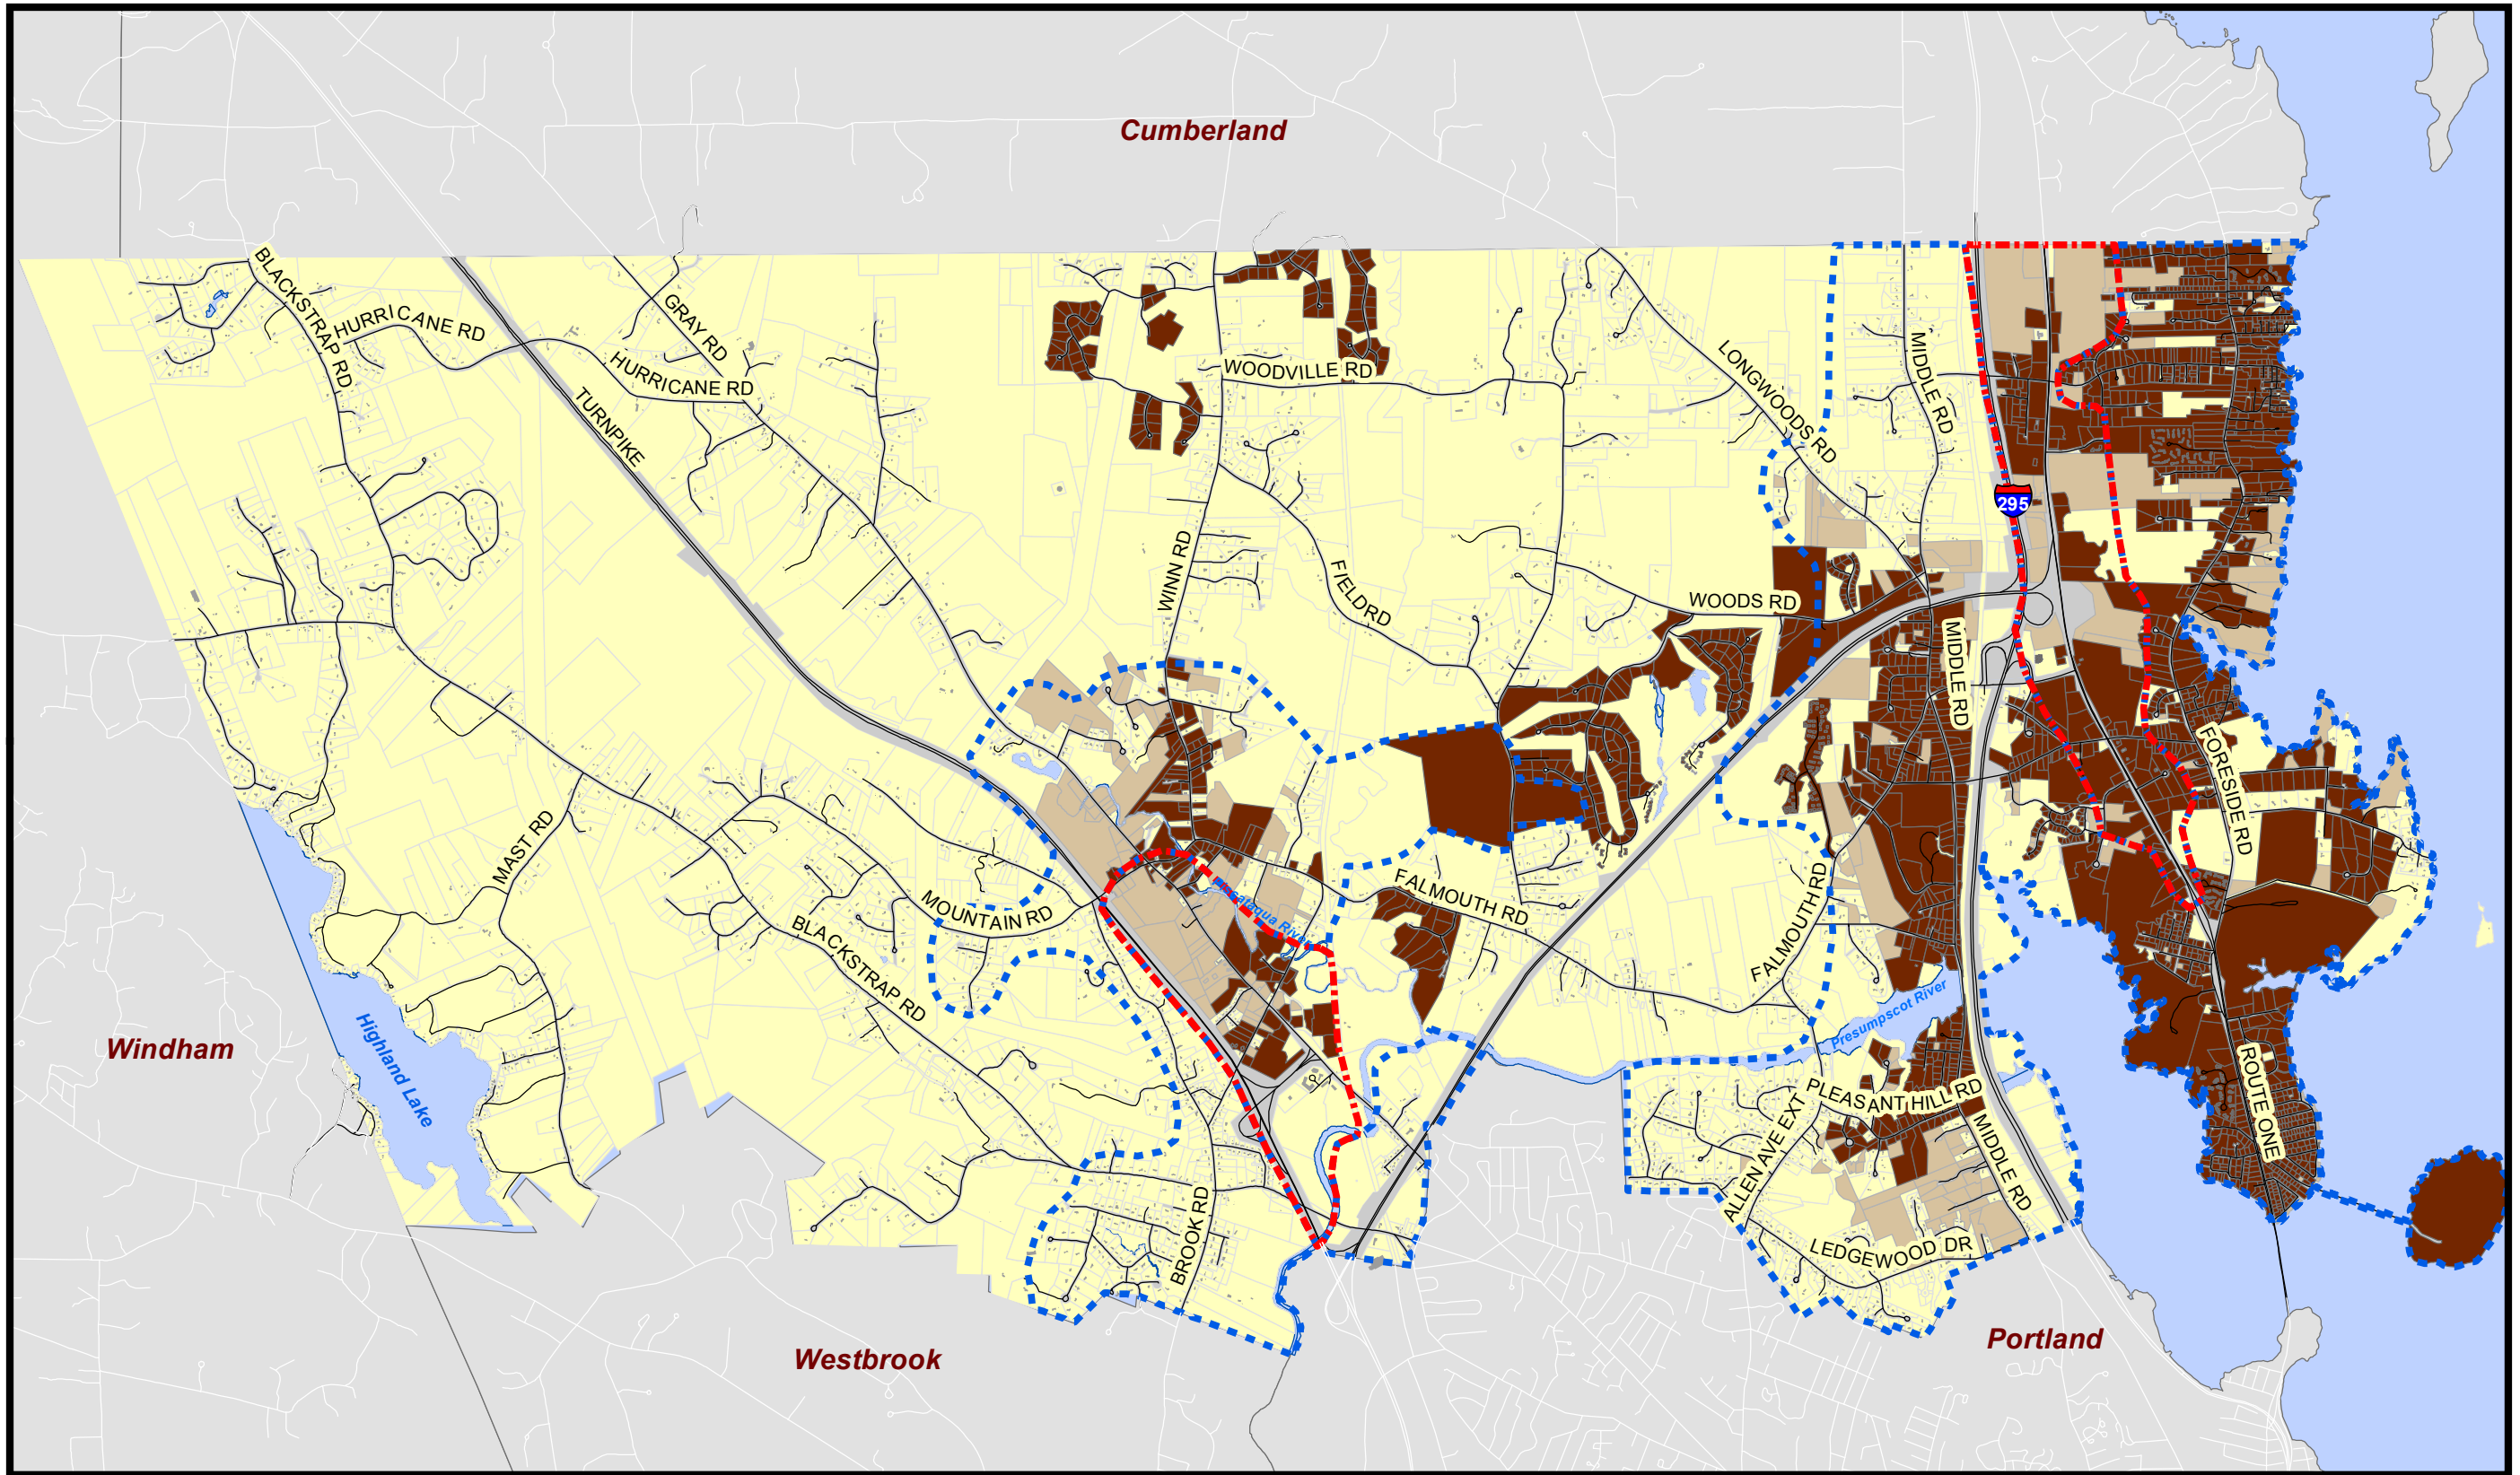 Cumberland
BLACKSTRAP RD
HURRICANE RD
GRAY RD
HURRICANE RD
TURNPIKE
WOODVILLE RD
LONGWOODS RD
MIDDLE RD
295
WINN RD
FIELD RD
WOODS RD
MIDDLE RD
FORESIDE RD
MAST RD
MOUNTAIN RD
BLACKSTRAP RD
FALMOUTH RD
FALMOUTH RD
Piscataqua River
Presumpscot River
Highland Lake
Windham
PLEASANT HILL RD
ALLEN AVE EXT
MIDDLE RD
ROUTE ONE
BROOK RD
LEDGEWOOD DR
Westbrook
Portland